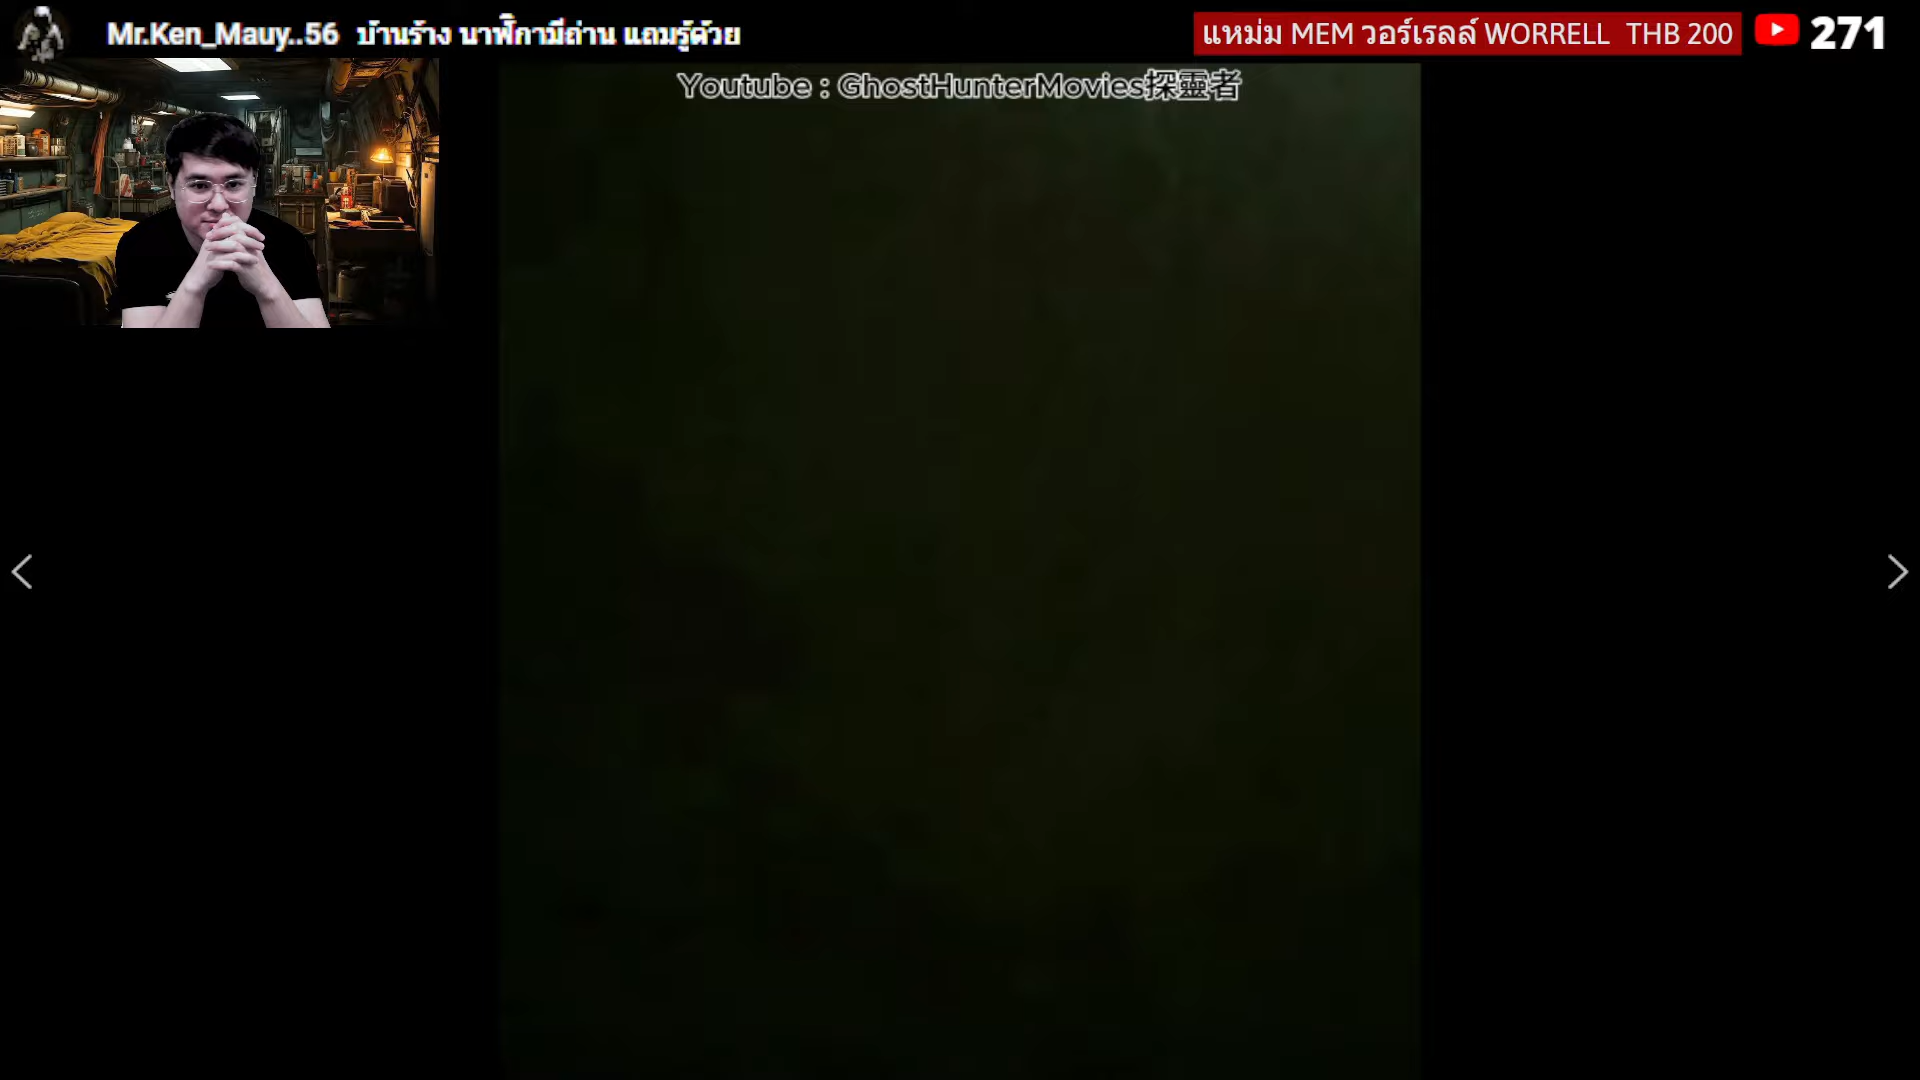 Mr.Ken_Mauy..56 บ้านร้าง นาฬิกามีถ่าน แถมรู้ด้วย
แหม่ม MEM วอร์เรลล์ WORRELL THB 200
271
Youtube : GhostHunterMovies探靈者